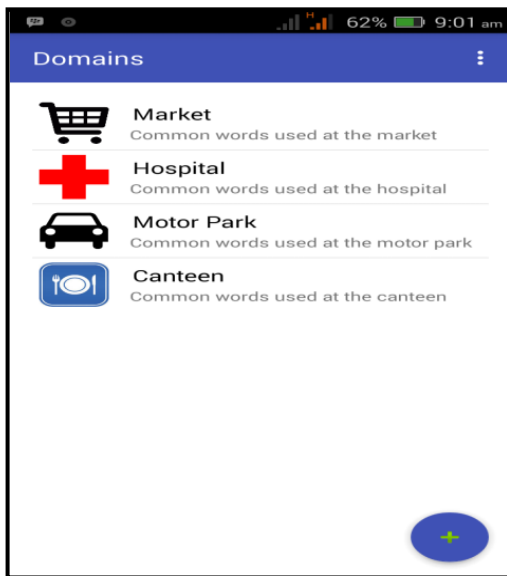 H
62% 9:01 am
Domains
Market
Common words used at the market
Hospital
Common words used at the hospital
Motor Park
Common words used at the motor park
Canteen
Common words used at the canteen